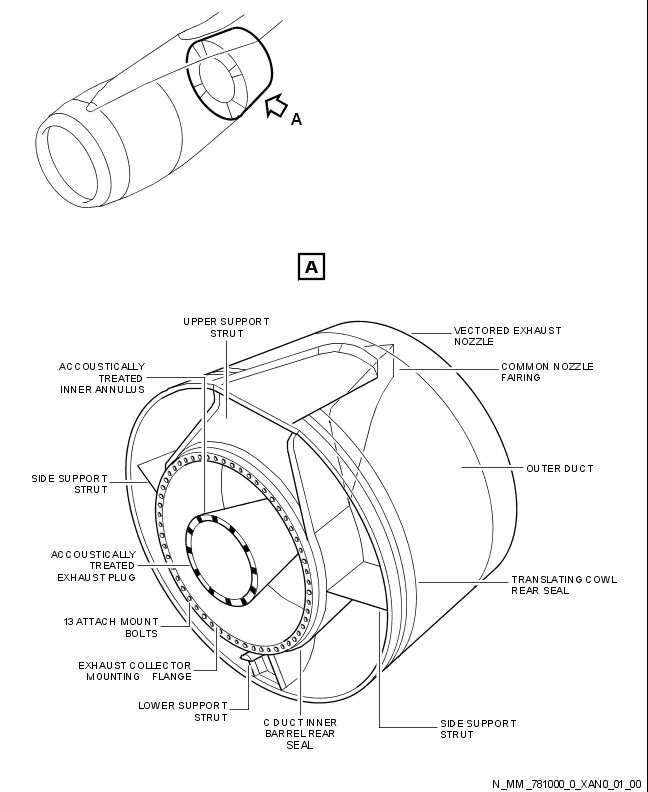 A
A
UPPER SUPPORT
STRUT
VECTORED EXHAUST
NOZZLE
ACCOUSTICALLY
TREATED
INNER ANNULUS
COMMON NOZZLE
FAIRING
OUTER DUCT
SIDE SUPPORT
STRUT
ACCOUSTICALLY
TREATED
EXHAUST PLUG
TRANSLATING COWL
REAR SEAL
13 ATTACH MOUNT
BOLTS
EXHAUST COLLECTOR
MOUNTING FLANGE
LOWER SUPPORT
STRUT
C DUCT INNER
BARREL REAR
SEAL
SIDE SUPPORT
STRUT
N_MM_781000_0_XAN0_01_00